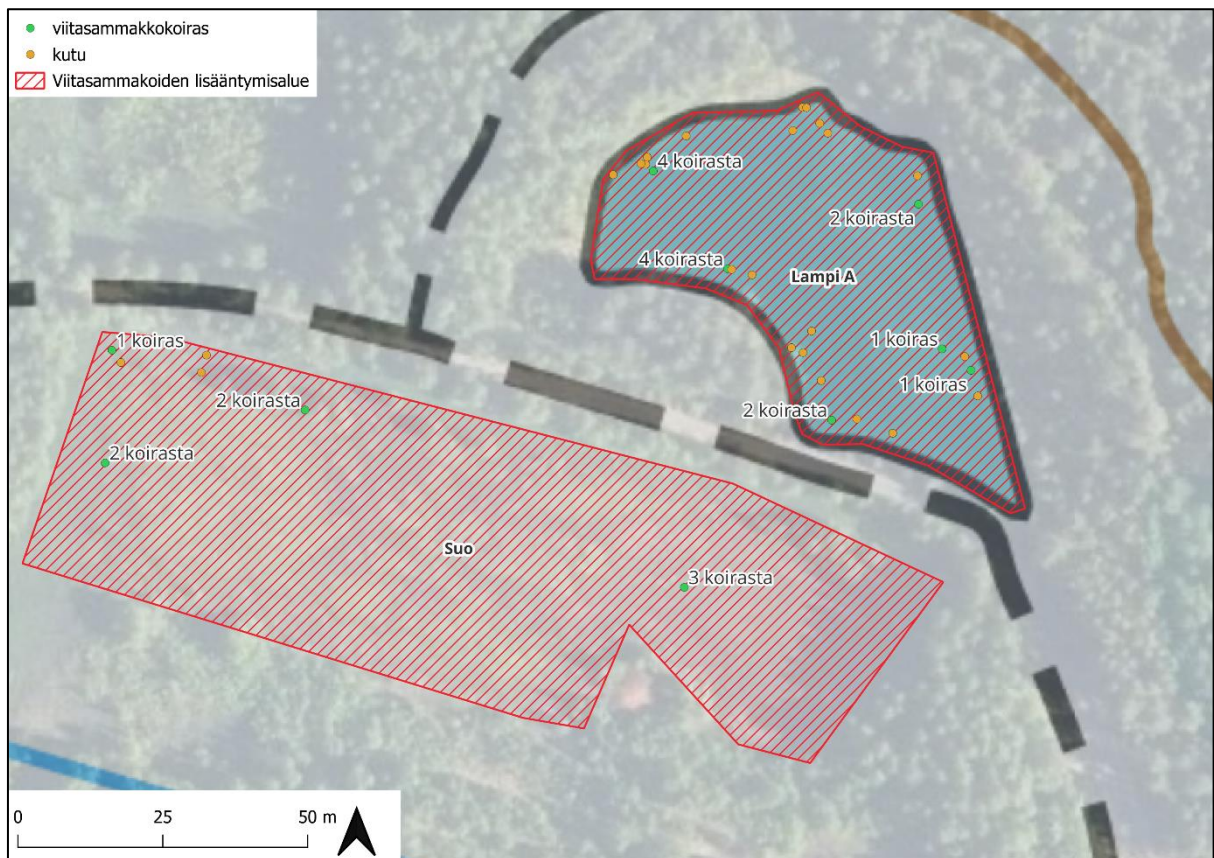 viitasammakkokoiras
kutu
Viitasammakoiden lisääntymisalue
4 koirasta
2 koirasta
4 koirasta
Lampi A
1 koiras
1 koiras
1 koiras
2 koirasta
2 koirasta
2 koirasta
Suo
3 koirasta
0 25 50 m